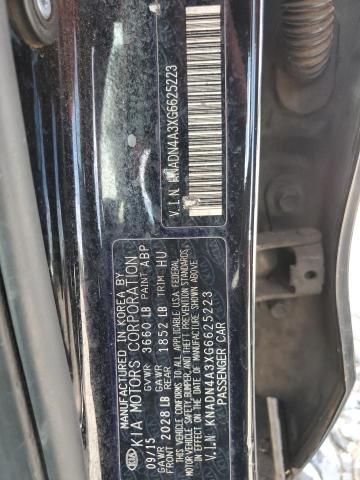 V.I.N KNADN4A3XG6625223
MANUFACTURED IN KOREA BY
KIA KIA MOTORS CORPORATION
09/15 GVWR 3660 LB PAINT ABP
GAWR FRONT 2028 LB GAWR REAR 1852 LB TRIM HU
THIS VEHICLE CONFORMS TO ALL APPLICABLE U.S.A. FEDERAL
MOTOR VEHICLE SAFETY, BUMPER, AND THEFT PREVENTION STANDARDS
IN EFFECT ON THE DATE OF MANUFACTURE SHOWN ABOVE.
V.I.N KNADN4A3XG6625223
PASSENGER CAR